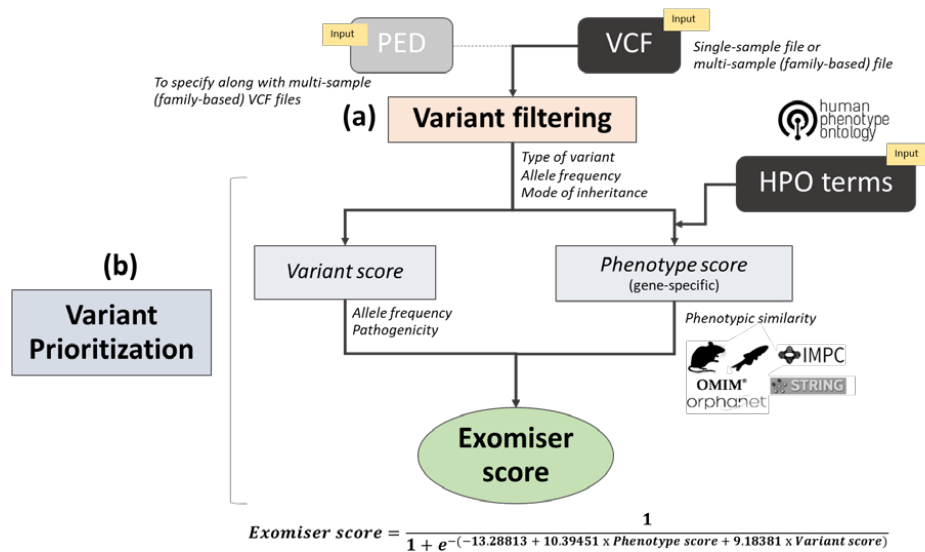 Input
PED
Input
VCF
Single-sample file or
multi-sample (family-based) file
To specify along with multi-sample
(family-based) VCF files
(a)
Variant filtering
human
phenotype
ontology
Type of variant
Allele frequency
Mode of inheritance
Input
HPO terms
(b)
Variant
Prioritization
Variant score
Phenotype score
(gene-specific)
Allele frequency
Pathogenicity
Phenotypic similarity
IMPC
OMIM®
STRING
orphanet
Exomiser
score
Exomiser score = 1 / 1 + e^−(−13.28813 + 10.39451 x Phenotype score + 9.18381 x Variant score)